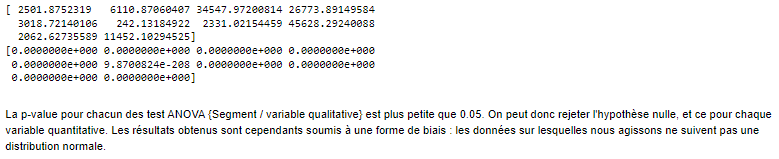 [ 2501.8752319   6110.87060407 34547.97200814 26773.89149584
  3018.72140106   242.13184922  2331.02154459 45628.29240088
  2062.62735589 11452.10294525]
[0.0000000e+000 0.0000000e+000 0.0000000e+000 0.0000000e+000
 0.0000000e+000 9.8700824e-208 0.0000000e+000 0.0000000e+000
 0.0000000e+000 0.0000000e+000]
La p-value pour chacun des test ANOVA {Segment / variable qualitative} est plus petite que 0.05. On peut donc rejeter l'hypothèse nulle, et ce pour chaque
variable quantitative. Les résultats obtenus sont cependants soumis à une forme de biais : les données sur lesquelles nous agissons ne suivent pas une
distribution normale.